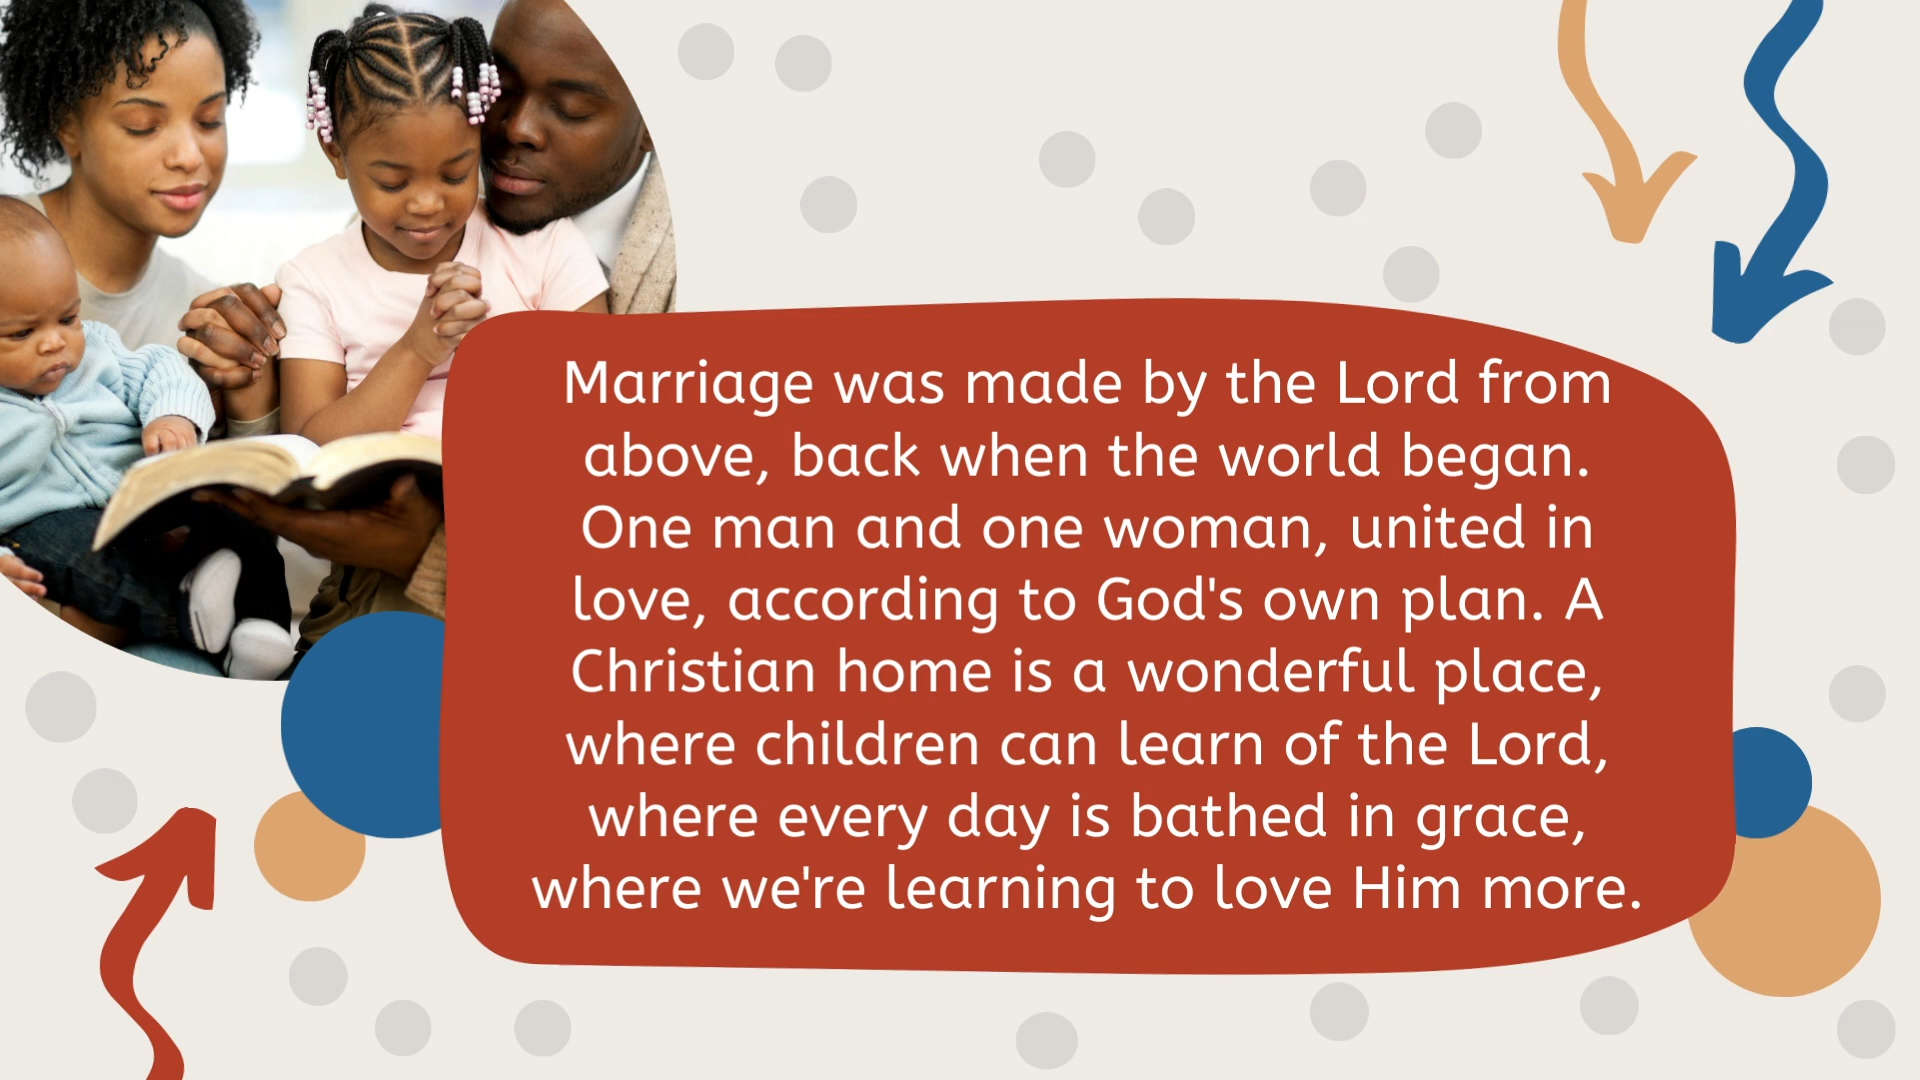 Marriage was made by the Lord from
above, back when the world began.
One man and one woman, united in
love, according to God's own plan. A
Christian home is a wonderful place,
where children can learn of the Lord,
where every day is bathed in grace,
where we're learning to love Him more.